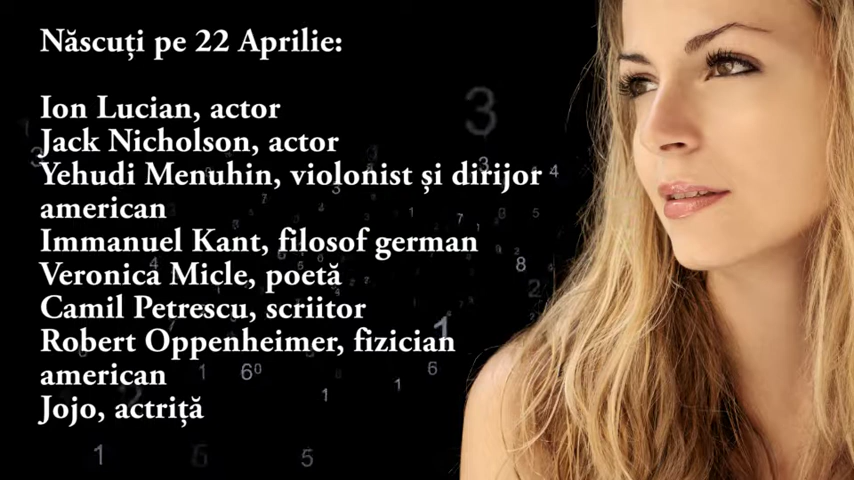 Născuți pe 22 Aprilie:
Ion Lucian, actor
Jack Nicholson, actor
Yehudi Menuhin, violonist și dirijor
american
Immanuel Kant, filosof german
Veronica Micle, poetă
Camil Petrescu, scriitor
Robert Oppenheimer, fizician
american
Jojo, actriță